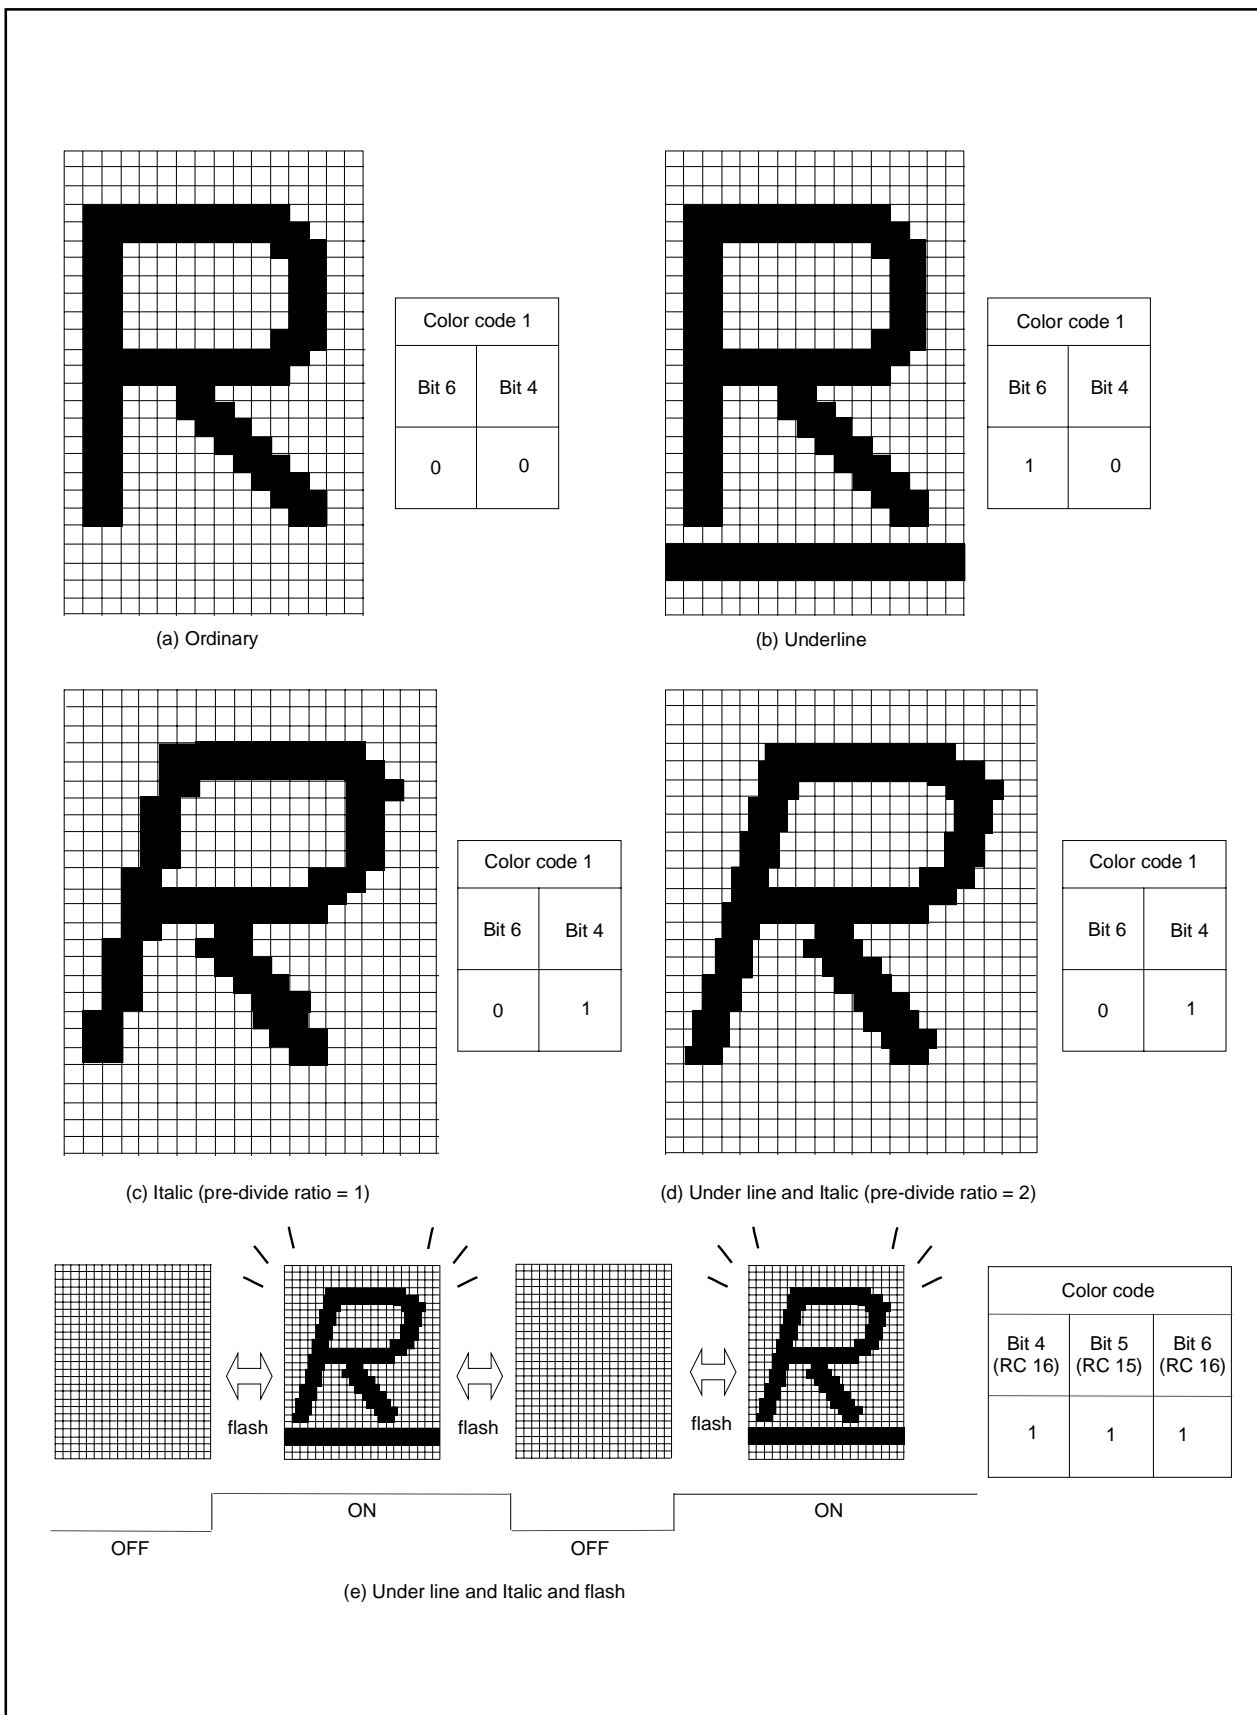 Color code 1
Bit 6 Bit 4
0 0
(a) Ordinary
Color code 1
Bit 6 Bit 4
1 0
(b) Underline
Color code 1
Bit 6 Bit 4
0 1
(c) Italic (pre-divide ratio = 1)
Color code 1
Bit 6 Bit 4
0 1
(d) Under line and Italic (pre-divide ratio = 2)
flash
flash
flash
Color code
Bit 4 Bit 5 Bit 6
(RC 16) (RC 15) (RC 16)
1 1 1
OFF
ON
OFF
ON
(e) Under line and Italic and flash